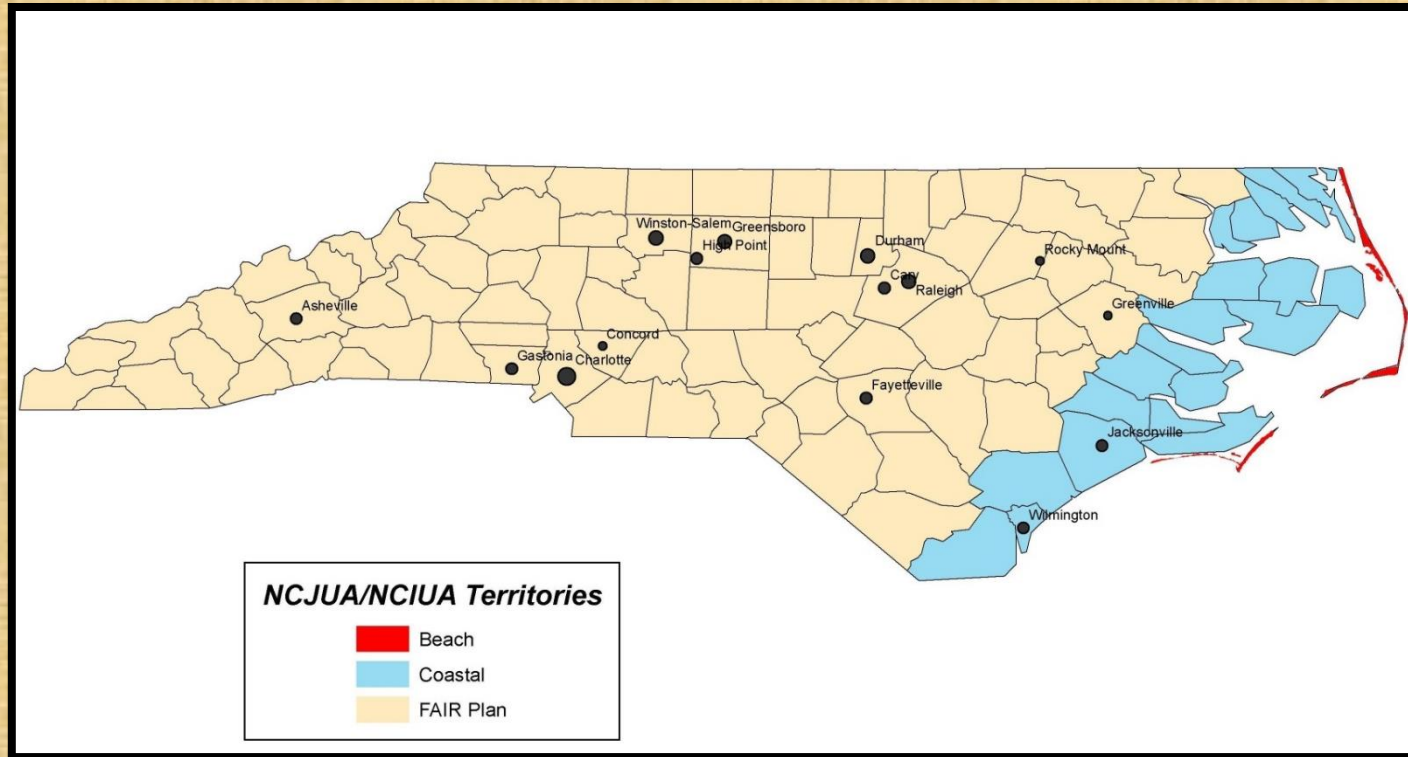 Winston-Salem
Greensboro
High Point
Durham
Rocky Mount
Cary
Raleigh
Asheville
Greenville
Concord
Gastonia
Charlotte
Fayetteville
Jacksonville
Wilmington
NCJUA/NCIUA Territories
Beach
Coastal
FAIR Plan